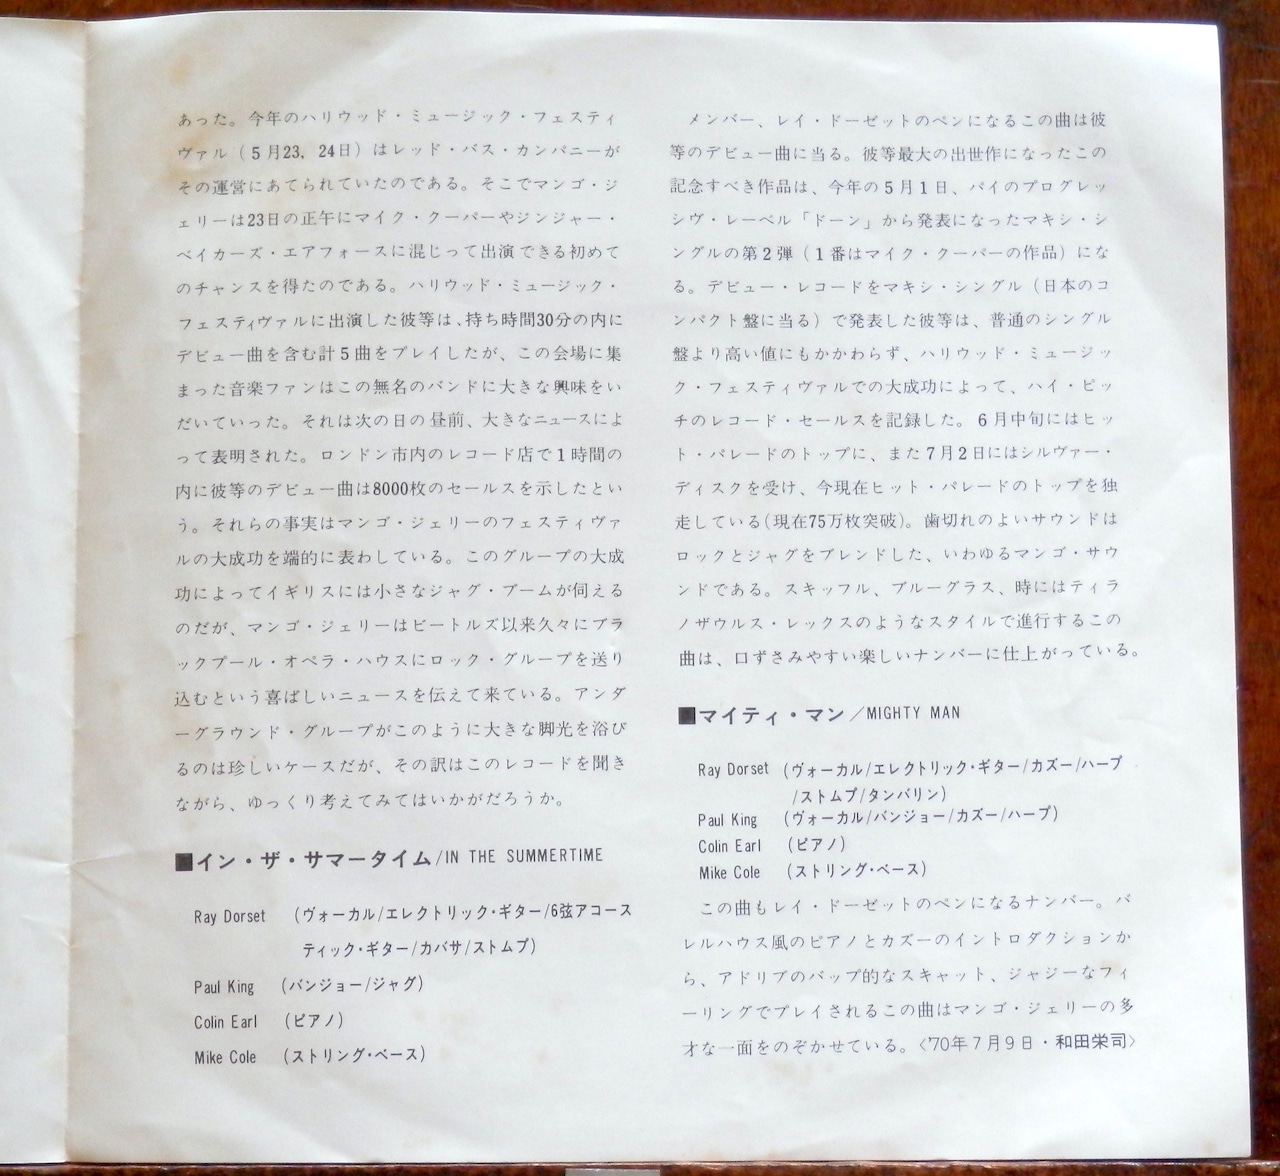 あった。今年のハリウッド・ミュージック・フェスティ
ヴァル（5月23，24日）はレッド・バス・カンパニーが
その運営にあてられていたのである。そこでマンゴ・ジ
ェリーは23日の正午にマイク・クーパーやジンジャー・
ベイカーズ・エアフォースに混じって出演できる初めて
のチャンスを得たのである。ハリウッド・ミュージック・
フェスティヴァルに出演した彼等は､持ち時間30分の内に
デビュー曲を含む計5曲をプレイしたが、この会場に集
まった音楽ファンはこの無名のバンドに大きな興味をい
だいていった。それは次の日の昼前、大きなニュースによ
って表明された。ロンドン市内のレコード店で1時間の
内に彼等のデビュー曲は8000枚のセールスを示したとい
う。それらの事実はマンゴ・ジェリーのフェスティヴァ
ルの大成功を端的に表わしている。このグループの大成
功によってイギリスには小さなジャグ・ブームが伺える
のだが、マンゴ・ジェリーはビートルズ以来久々にブラ
ックプール・オペラ・ハウスにロック・グループを送り
込むという喜ばしいニュースを伝えて来ている。アンダ
ーグラウンド・グループがこのように大きな脚光を浴び
るのは珍しいケースだが、その訳はこのレコードを聞き
ながら、ゆっくり考えてみてはいかがだろうか。
■イン・ザ・サマータイム/IN THE SUMMERTIME
Ray Dorset （ヴォーカル/エレクトリック・ギター/6弦アコース
ティック・ギター/カバサ/ストムプ）
Paul King （バンジョー/ジャグ）
Colin Earl （ピアノ）
Mike Cole （ストリング・ベース）
メンバー、レイ・ドーゼットのペンになるこの曲は彼
等のデビュー曲に当る。彼等最大の出世作になったこの
記念すべき作品は、今年の5月1日、パイのプログレッ
シヴ・レーベル「ドーン」から発表になったマキシ・シ
ングルの第2弾（1番はマイク・クーパーの作品）にな
る。デビュー・レコードをマキシ・シングル（日本のコ
ンパクト盤に当る）で発表した彼等は、普通のシングル
盤より高い値にもかかわらず、ハリウッド・ミュージッ
ク・フェスティヴァルでの大成功によって、ハイ・ピッ
チのレコード・セールスを記録した。6月中旬にはヒッ
ト・パレードのトップに、また7月2日にはシルヴァー・
ディスクを受け、今現在ヒット・パレードのトップを独
走している（現在75万枚突破）。歯切れのよいサウンドは
ロックとジャグをブレンドした、いわゆるマンゴ・サウ
ンドである。スキッフル、ブルーグラス、時にはティラ
ノザウルス・レックスのようなスタイルで進行するこの
曲は、口ずさみやすい楽しいナンバーに仕上がっている。
■マイティ・マン／MIGHTY MAN
Ray Dorset （ヴォーカル/エレクトリック・ギター/カズー/ハープ
/ストムプ/タンバリン）
Paul King （ヴォーカル/バンジョー/カズー/ハープ）
Colin Earl （ピアノ）
Mike Cole （ストリング・ベース）
この曲もレイ・ドーゼットのペンになるナンバー。バ
レルハウス風のピアノとカズーのイントロダクションか
ら、アドリブのバップ的なスキャット、ジャジーなフィ
ーリングでプレイされるこの曲はマンゴ・ジェリーの多
才な一面をのぞかせている。〈'70年7月9日・和田栄司〉